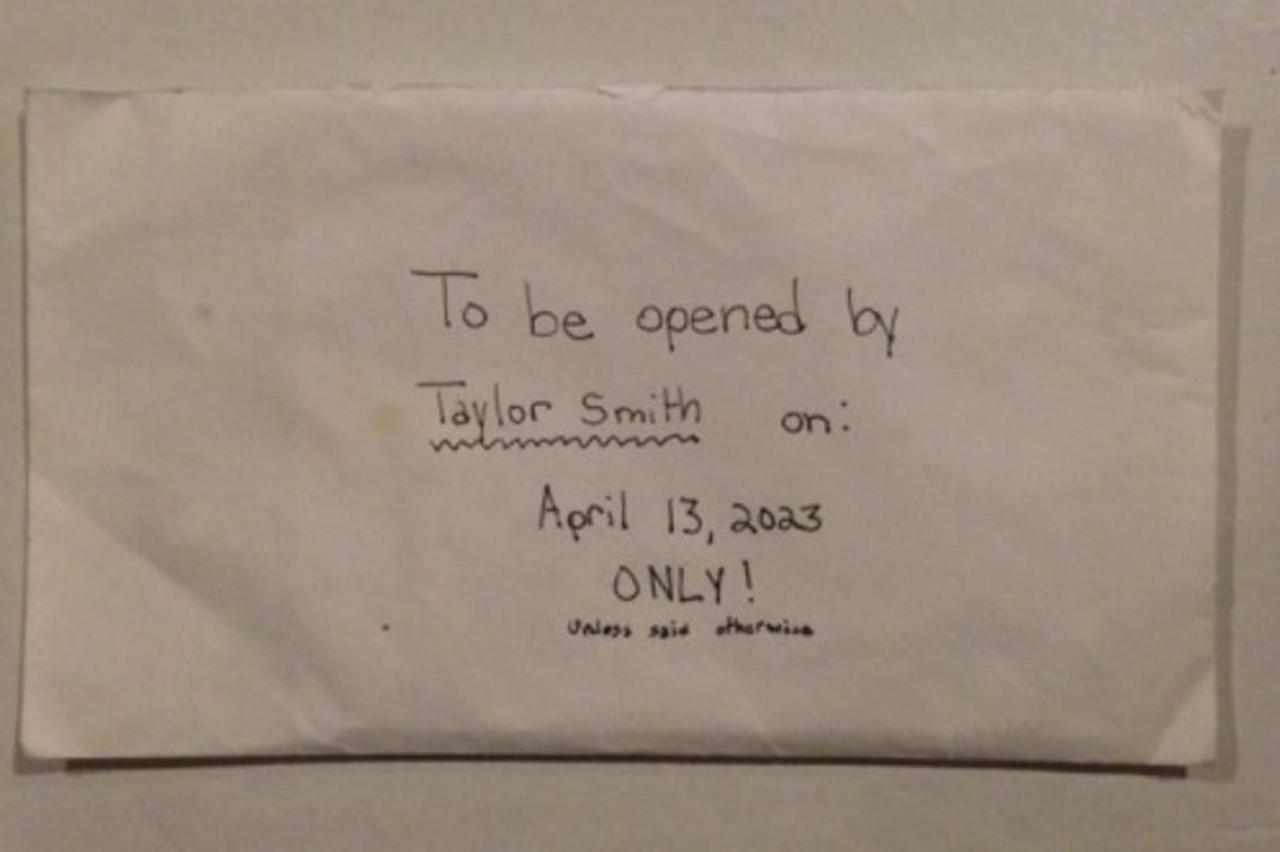 To be opened by
Taylor Smith on:
April 13, 2023
ONLY!
Unless said otherwise